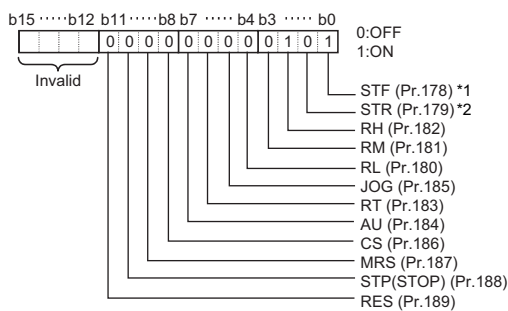 b15 ····· b12 b11 ····· b8 b7 ····· b4 b3 ····· b0
0 0 0 0 0 0 0 0 0 1 0 1
0:OFF
1:ON
Invalid
STF (Pr.178) *1
STR (Pr.179) *2
RH (Pr.182)
RM (Pr.181)
RL (Pr.180)
JOG (Pr.185)
RT (Pr.183)
AU (Pr.184)
CS (Pr.186)
MRS (Pr.187)
STP(STOP) (Pr.188)
RES (Pr.189)